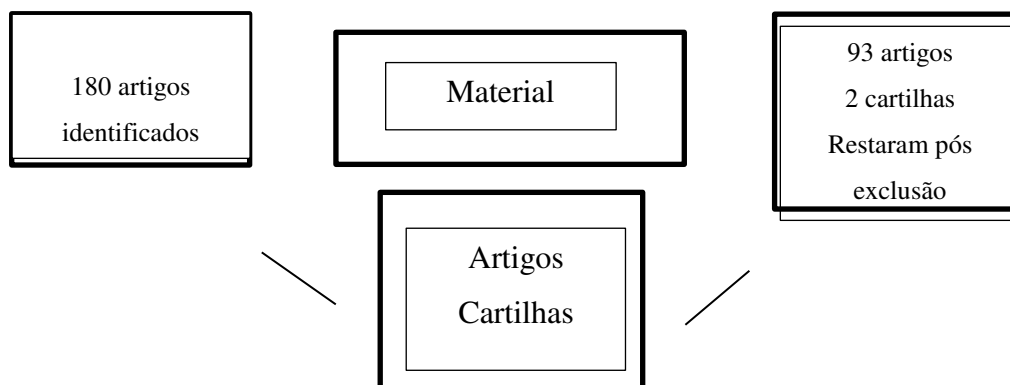 180 artigos
identificados
Material
93 artigos
2 cartilhas
Restaram pós
exclusão
Artigos
Cartilhas